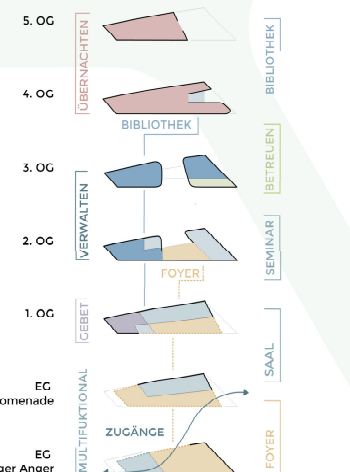 5. OG
ÜBERNACHTEN
BIBLIOTHEK
4. OG
BIBLIOTHEK
3. OG
BETREUEN
VERWALTEN
2. OG
SEMINAR
FOYER
1. OG
GEBET
SAAL
EG
omenade
MULTIFUKTIONAL
ZUGÄNGE
FOYER
EG
ger Anger